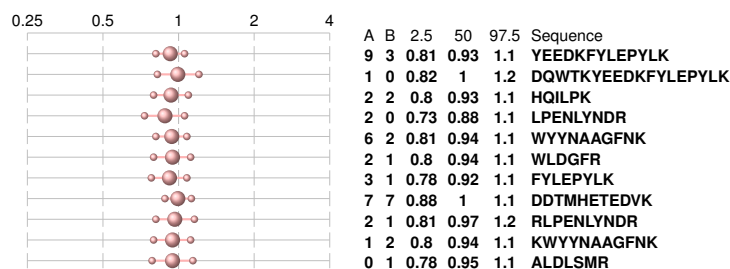 0.25 0.5 1 2 4
A B 2.5 50 97.5 Sequence
9 3 0.81 0.93 1.1 YEEDKFYLEPYLK
1 0 0.82 1 1.2 DQWTKYEEDKFYLEPYLK
2 2 0.8 0.93 1.1 HQILPK
2 0 0.73 0.88 1.1 LPENLYNDR
6 2 0.81 0.94 1.1 WYYNAAGFNK
2 1 0.8 0.94 1.1 WLDGFR
3 1 0.78 0.92 1.1 FYLEPYLK
7 7 0.88 1 1.1 DDTMHETEDVK
2 1 0.81 0.97 1.2 RLPENLYNDR
1 2 0.8 0.94 1.1 KWYYNAAGFNK
0 1 0.78 0.95 1.1 ALDLSMR